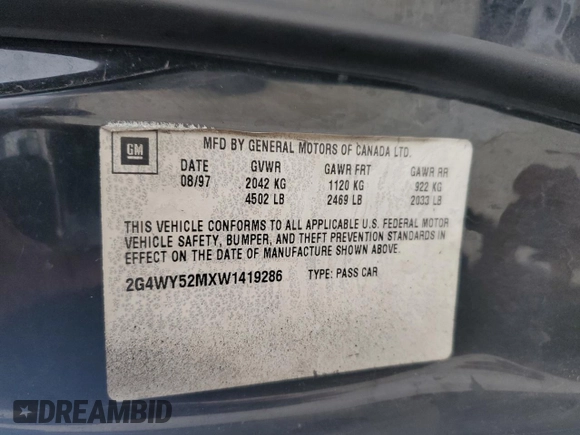 GM
MFD BY GENERAL MOTORS OF CANADA LTD.
DATE GVWR GAWR FRT GAWR RR
08/97 2042 KG 1120 KG 922 KG
4502 LB 2469 LB 2033 LB
THIS VEHICLE CONFORMS TO ALL APPLICABLE U.S. FEDERAL MOTOR
VEHICLE SAFETY, BUMPER, AND THEFT PREVENTION STANDARDS IN
EFFECT ON THE DATE OF MANUFACTURE SHOWN ABOVE.
2G4WY52MXW1419286 TYPE: PASS CAR
DREAMBID